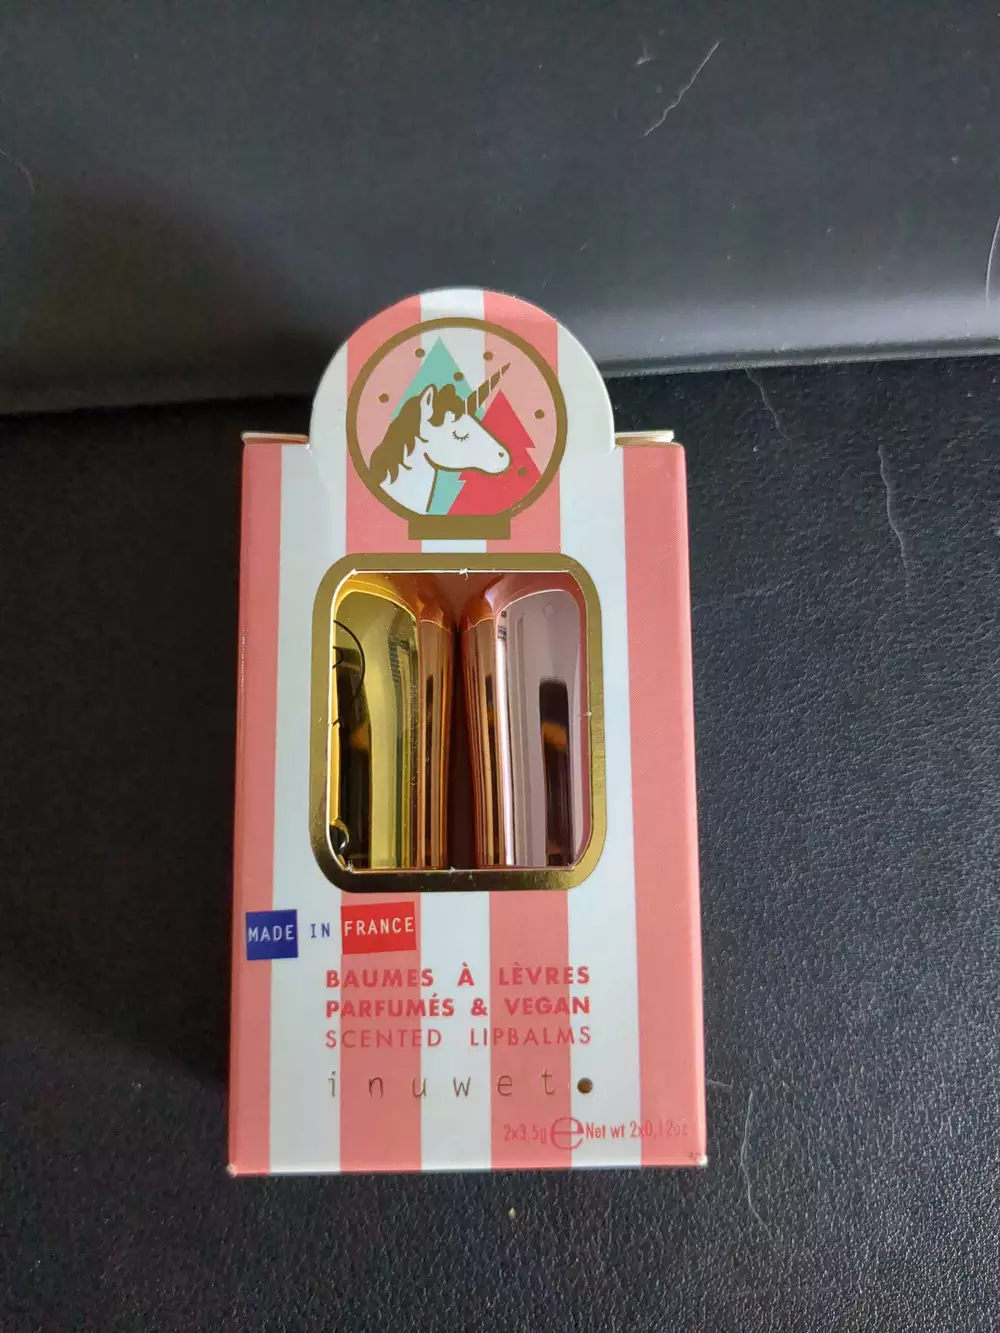 MADE IN FRANCE
BAUMES À LÈVRES
PARFUMÉS & VEGAN
SCENTED LIPBALMS
inuwet
2x3,5g e Net wt 2x0,12oz